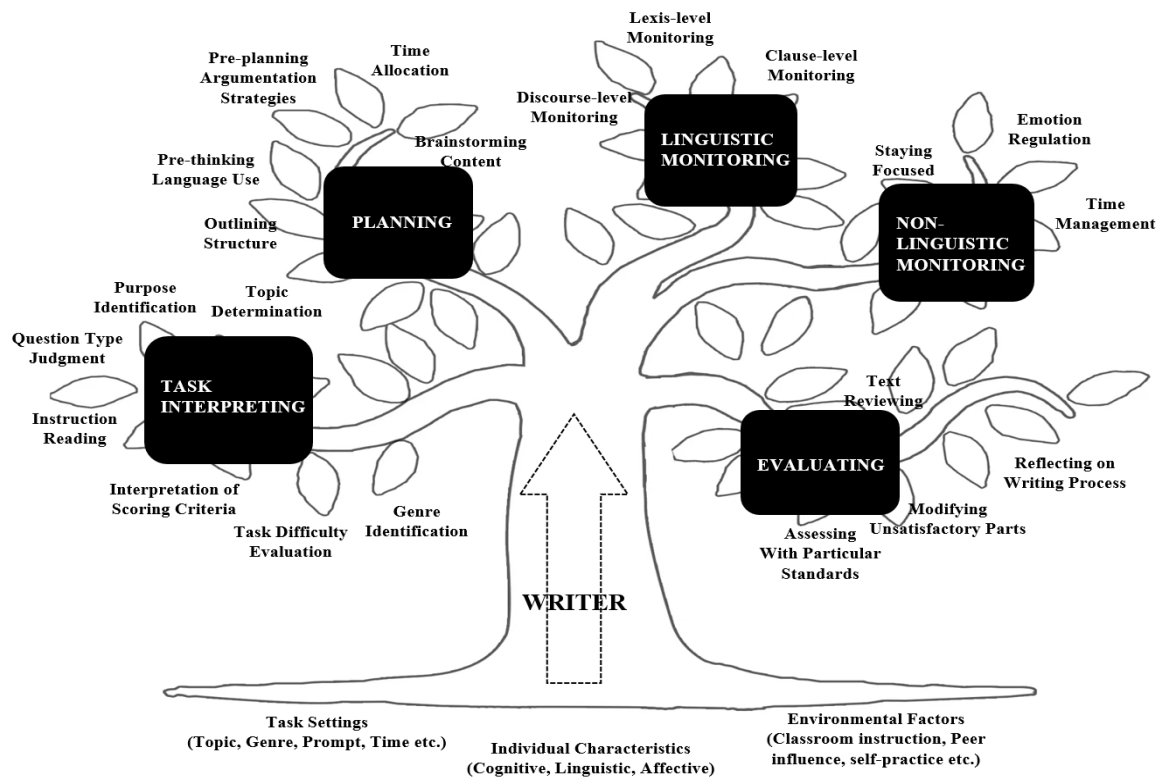 Lexis-level
Monitoring
Clause-level
Monitoring
Time
Allocation
Pre-planning
Argumentation
Strategies
Discourse-level
Monitoring
LINGUISTIC
MONITORING
Emotion
Regulation
Brainstorming
Content
Staying
Focused
Pre-thinking
Language Use
Time
Management
Outlining
Structure
PLANNING
NON-
LINGUISTIC
MONITORING
Purpose
Identification
Topic
Determination
Question Type
Judgment
TASK
INTERPRETING
Instruction
Reading
Text
Reviewing
EVALUATING
Reflecting on
Writing Process
Interpretation of
Scoring Criteria
Task Difficulty
Evaluation
Genre
Identification
Modifying
Unsatisfactory Parts
Assessing
With Particular
Standards
WRITER
Task Settings
(Topic, Genre, Prompt, Time etc.)
Individual Characteristics
(Cognitive, Linguistic, Affective)
Environmental Factors
(Classroom instruction, Peer
influence, self-practice etc.)